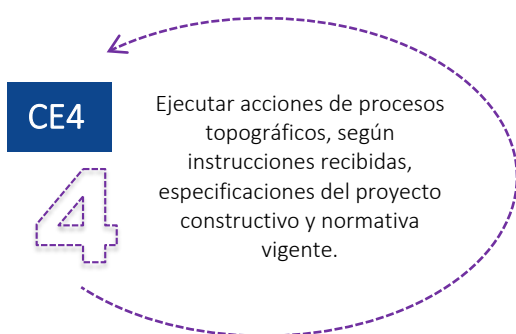 CE4
4
Ejecutar acciones de procesos
topográficos, según
instrucciones recibidas,
especificaciones del proyecto
constructivo y normativa
vigente.